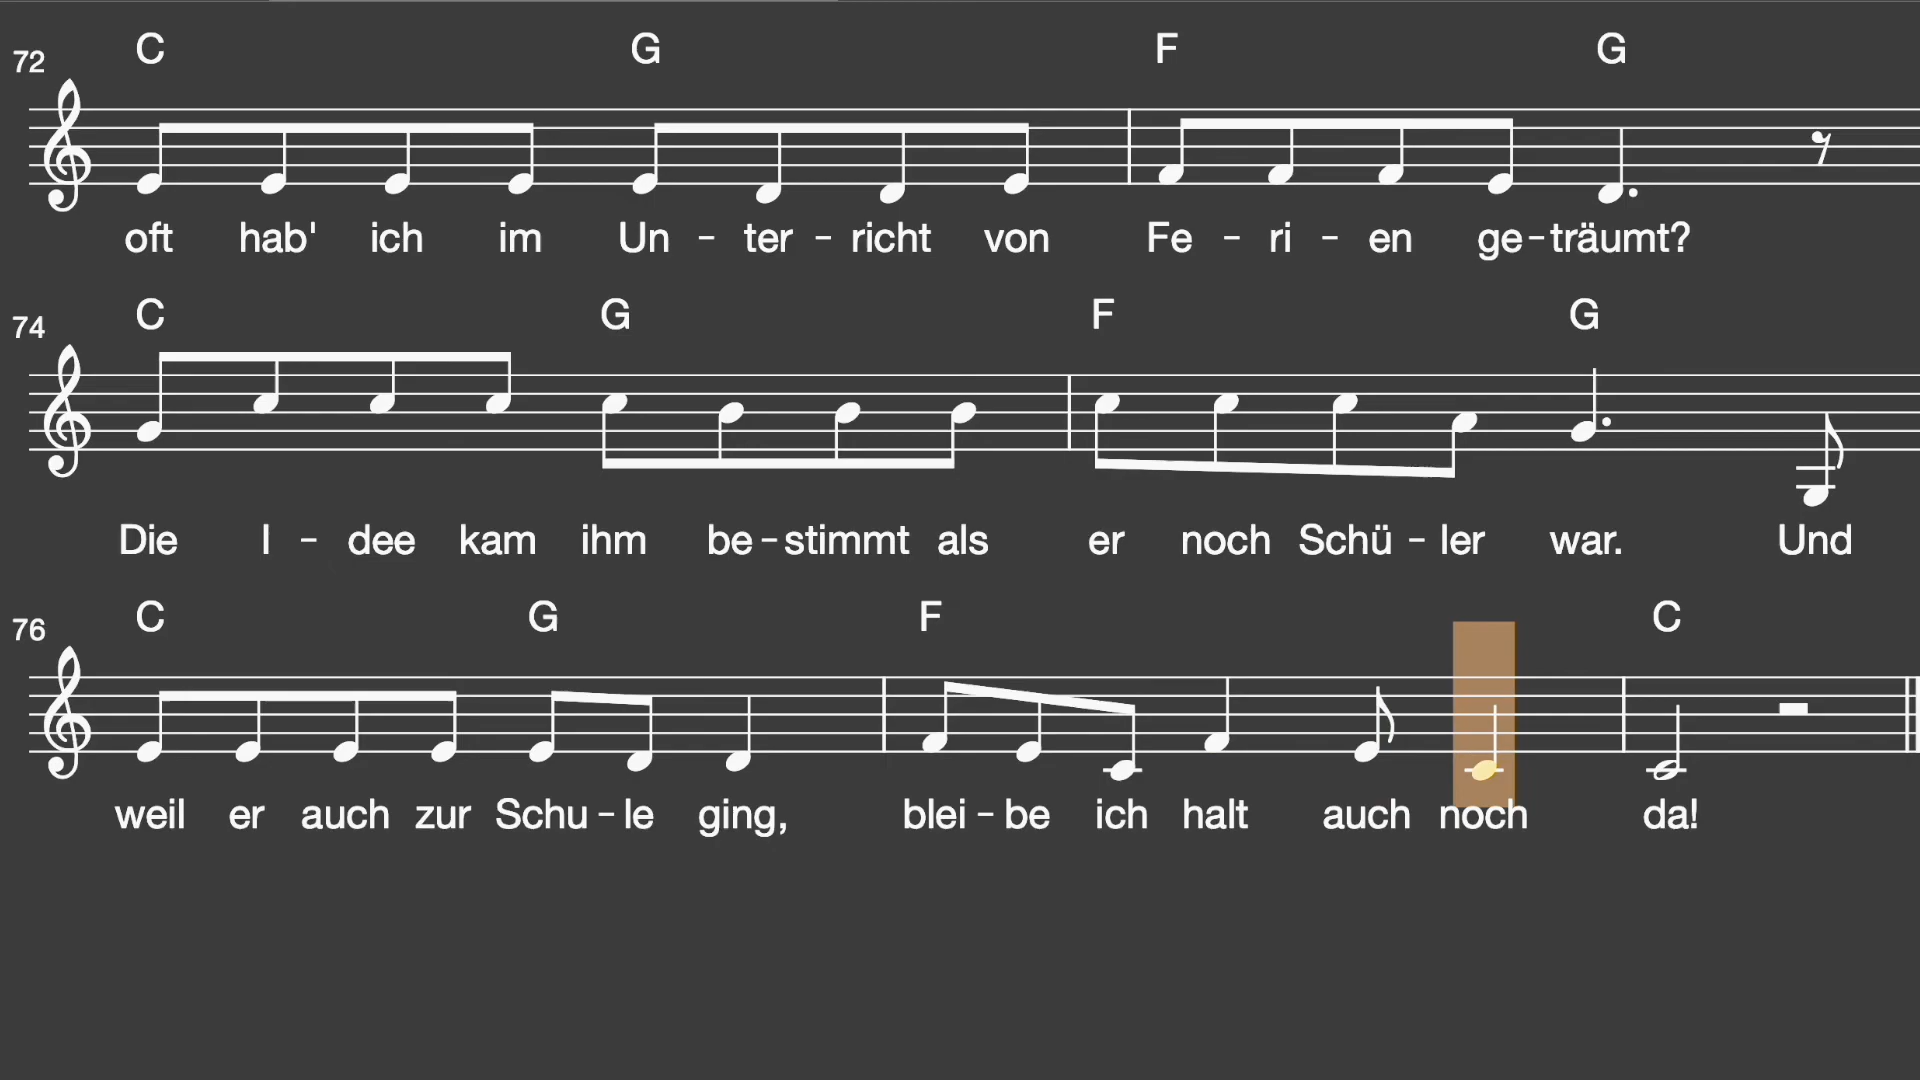 72 C G F G
oft hab' ich im Un - ter - richt von Fe - ri - en ge - träumt?
74 C G F G
Die I - dee kam ihm be - stimmt als er noch Schü - ler war. Und
76 C G F C
weil er auch zur Schu - le ging, blei - be ich halt auch noch da!